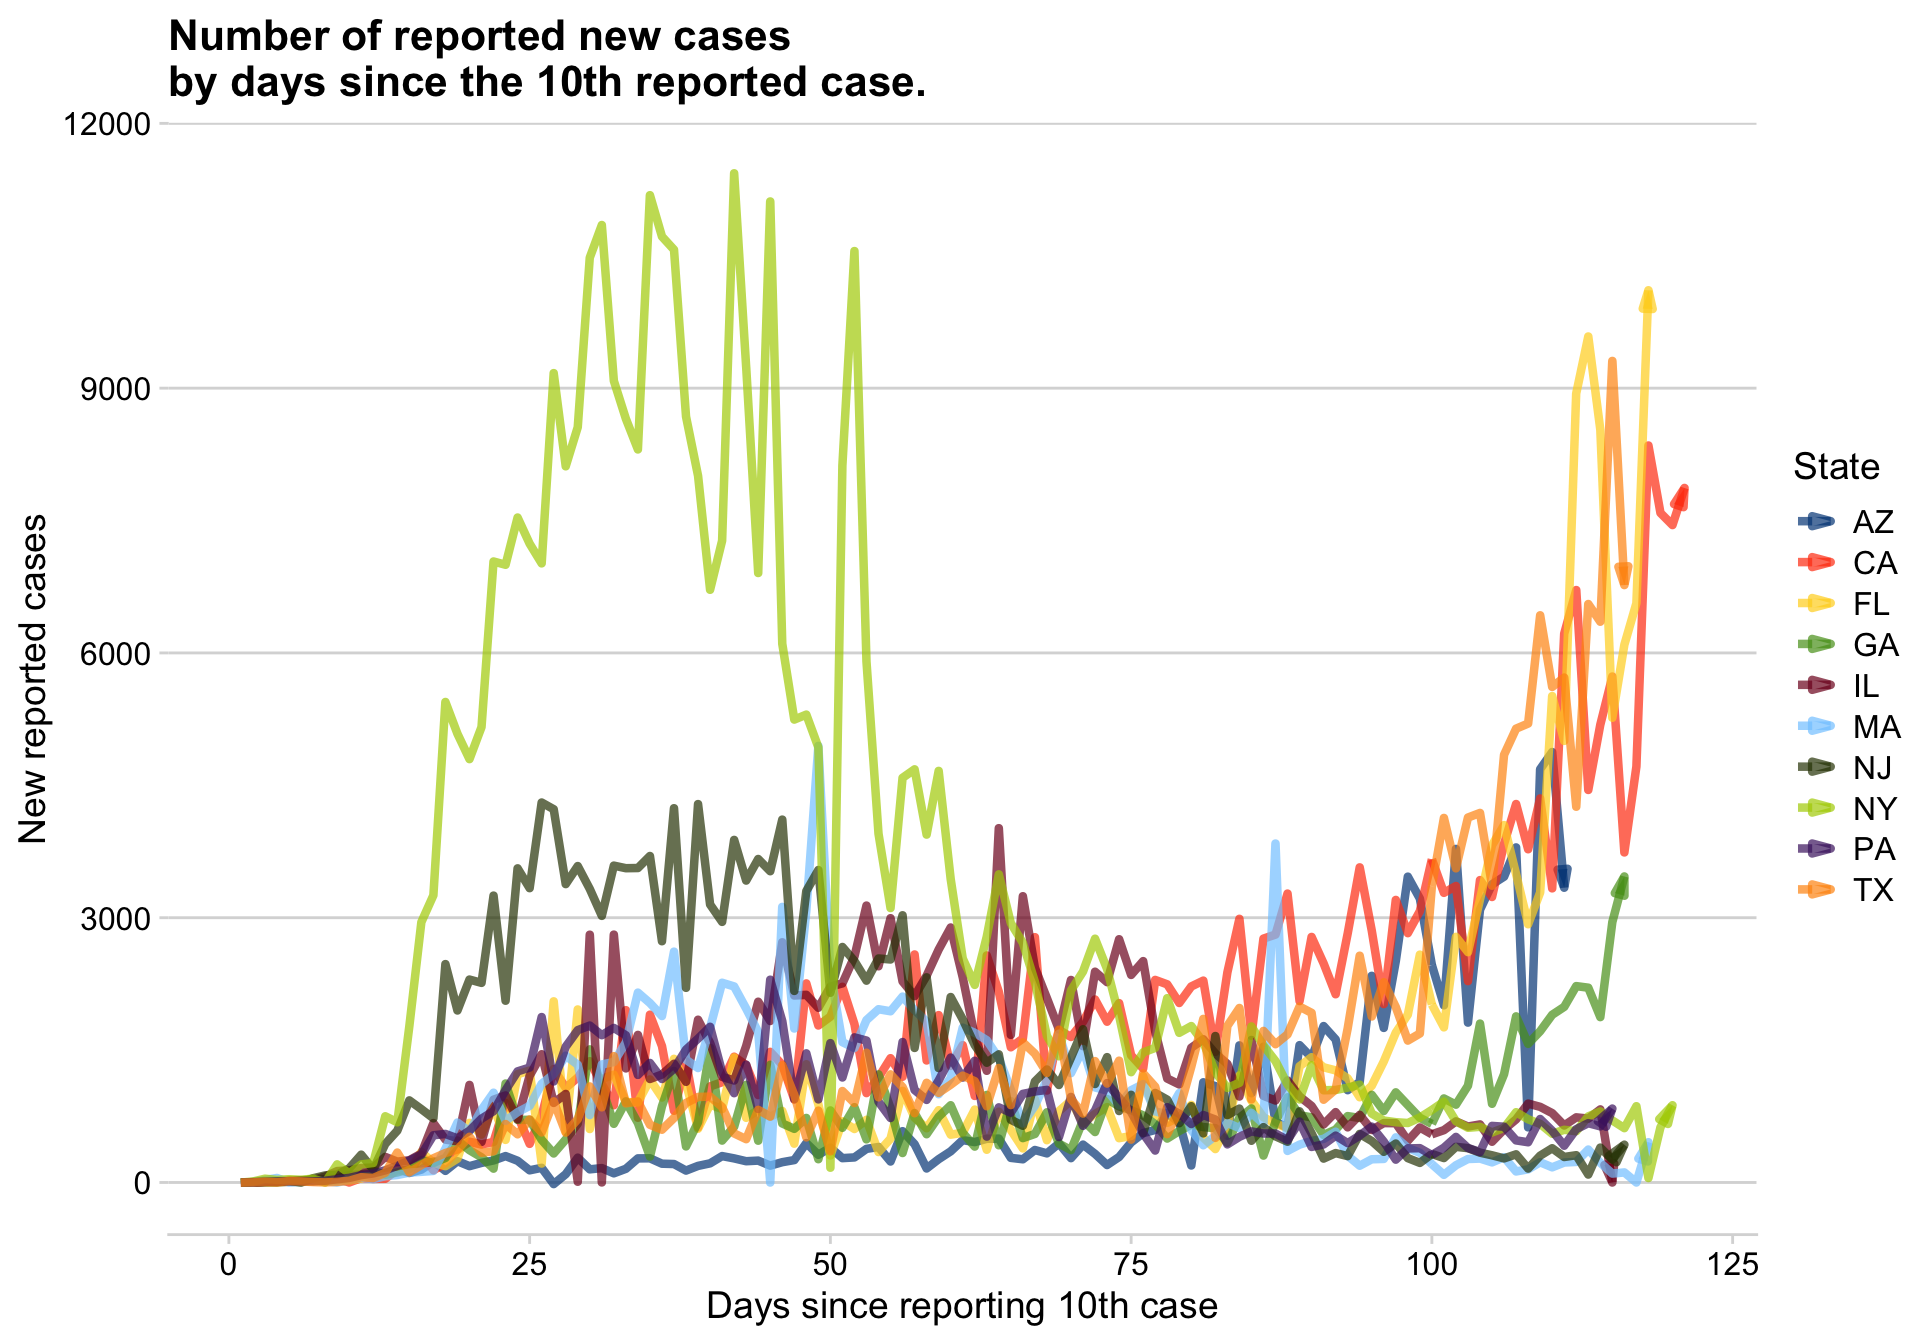 Number of reported new cases
by days since the 10th reported case.
12000
9000
6000
3000
0
New reported cases
0 25 50 75 100 125
Days since reporting 10th case
State
AZ
CA
FL
GA
IL
MA
NJ
NY
PA
TX